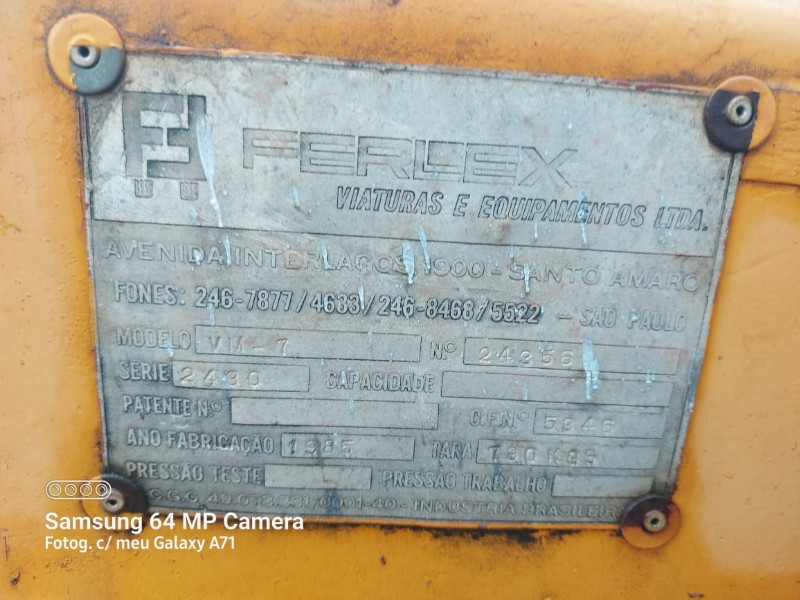 FF
FERLEX
VIATURAS E EQUIPAMENTOS LTDA.
AVENIDA INTERLAGOS, 1900 - SANTO AMARO
FONES: 246-7877/4633/246-8468/5522 - SÃO PAULO
MODELO VM-7 Nº 24356
SÉRIE 2430 CAPACIDADE
PATENTE Nº O.F.Nº 5946
ANO FABRICAÇÃO 1985 TARA 790KGS
PRESSÃO TESTE PRESSÃO TRABALHO
C.G.C. INDÚSTRIA BRASILEIRA
Samsung 64 MP Camera
Fotog. c/ meu Galaxy A71